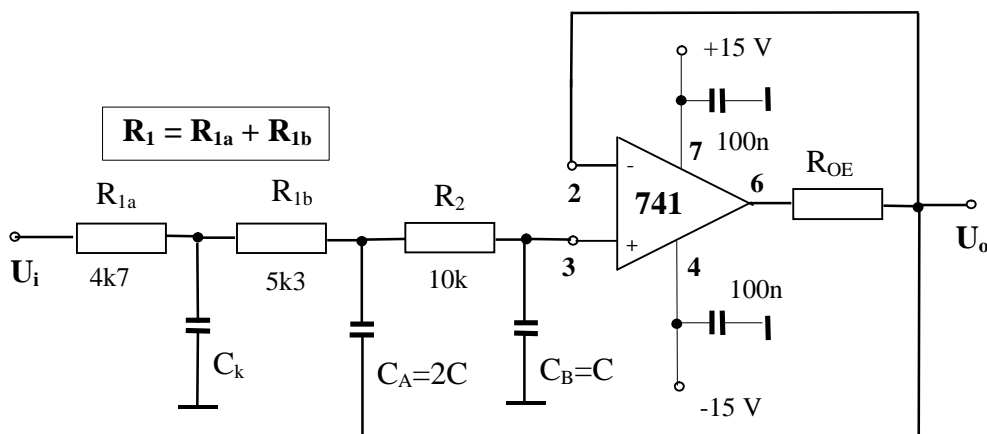 +15 V
R1 = R1a + R1b
100n
7
R1a
R1b
R2
2
-
741
6
ROE
Ui
4k7
5k3
10k
3
+
4
Uo
100n
Ck
CA=2C
CB=C
-15 V